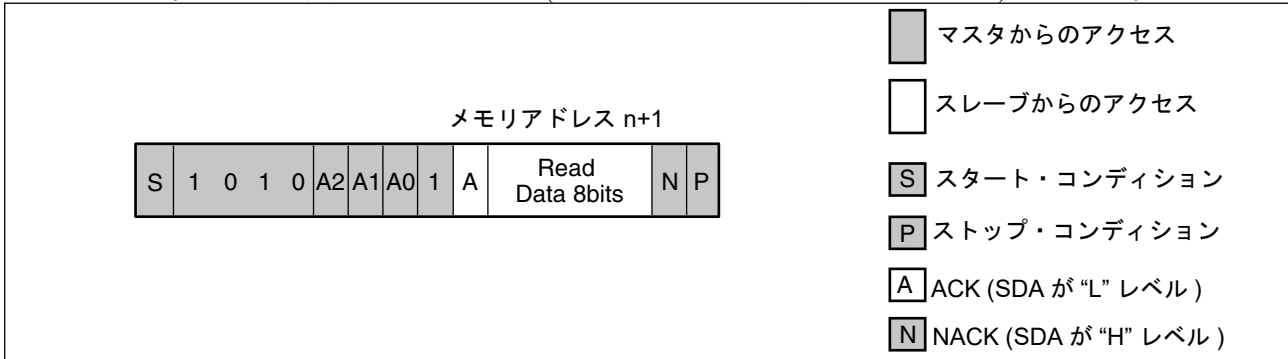 マスタからのアクセス
スレーブからのアクセス
メモリアドレス n+1
S 1 0 1 0 A2 A1 A0 1 A Read Data 8bits N P
S スタート・コンディション
P ストップ・コンディション
A ACK (SDA が “L” レベル )
N NACK (SDA が “H” レベル )